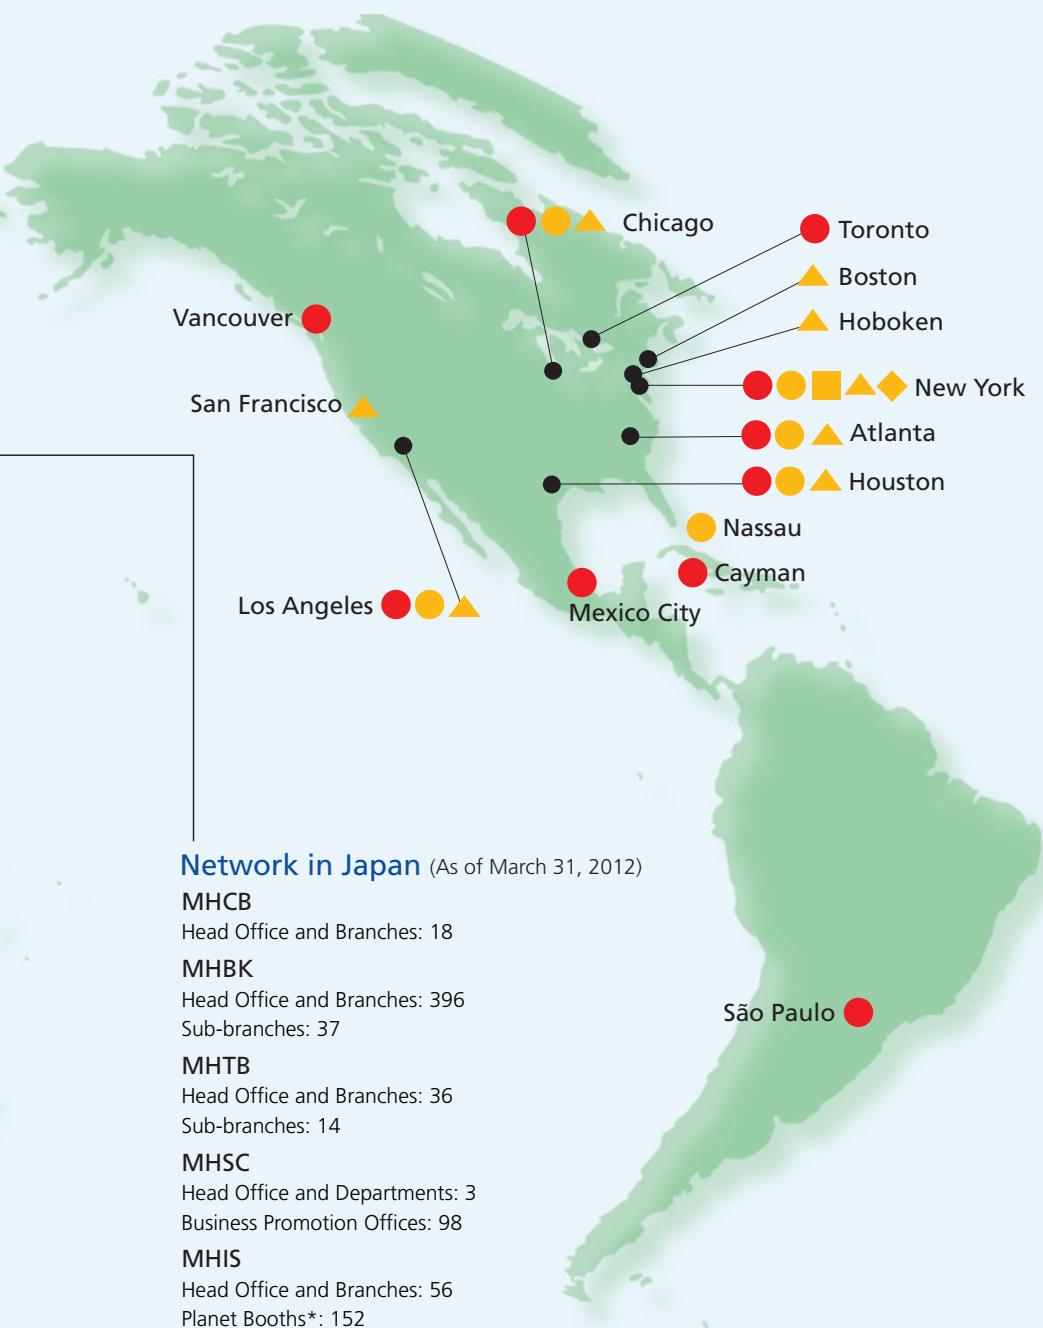 Chicago
Toronto
Boston
Hoboken
Vancouver
New York
San Francisco
Atlanta
Houston
Nassau
Cayman
Los Angeles
Mexico City
Network in Japan (As of March 31, 2012)
MHCB
Head Office and Branches: 18
MHBK
Head Office and Branches: 396
Sub-branches: 37
São Paulo
MHTB
Head Office and Branches: 36
Sub-branches: 14
MHSC
Head Office and Departments: 3
Business Promotion Offices: 98
MHIS
Head Office and Branches: 56
Planet Booths*: 152